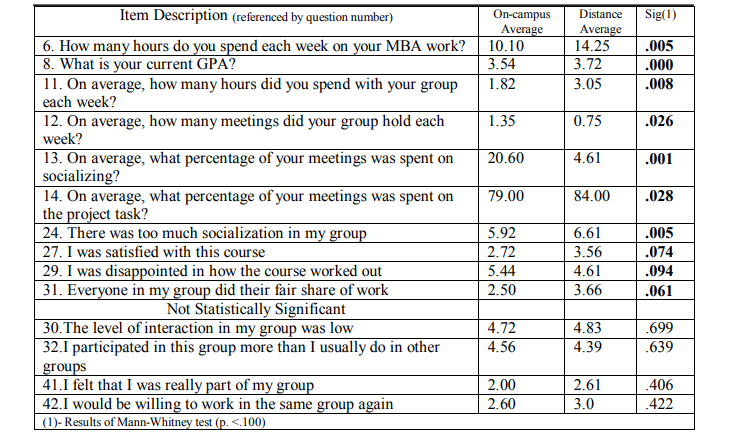 Item Description (referenced by question number) On-campus Average Distance Average Sig(1)
6. How many hours do you spend each week on your MBA work? 10.10 14.25 .005
8. What is your current GPA? 3.54 3.72 .000
11. On average, how many hours did you spend with your group 1.82 3.05 .008
each week?
12. On average, how many meetings did your group hold each 1.35 0.75 .026
week?
13. On average, what percentage of your meetings was spent on 20.60 4.61 .001
socializing?
14. On average, what percentage of your meetings was spent on 79.00 84.00 .028
the project task?
24. There was too much socialization in my group 5.92 6.61 .005
27. I was satisfied with this course 2.72 3.56 .074
29. I was disappointed in how the course worked out 5.44 4.61 .094
31. Everyone in my group did their fair share of work 2.50 3.66 .061
Not Statistically Significant
30.The level of interaction in my group was low 4.72 4.83 .699
32.I participated in this group more than I usually do in other 4.56 4.39 .639
groups
41.I felt that I was really part of my group 2.00 2.61 .406
42.I would be willing to work in the same group again 2.60 3.0 .422
(1)- Results of Mann-Whitney test (p. <.100)